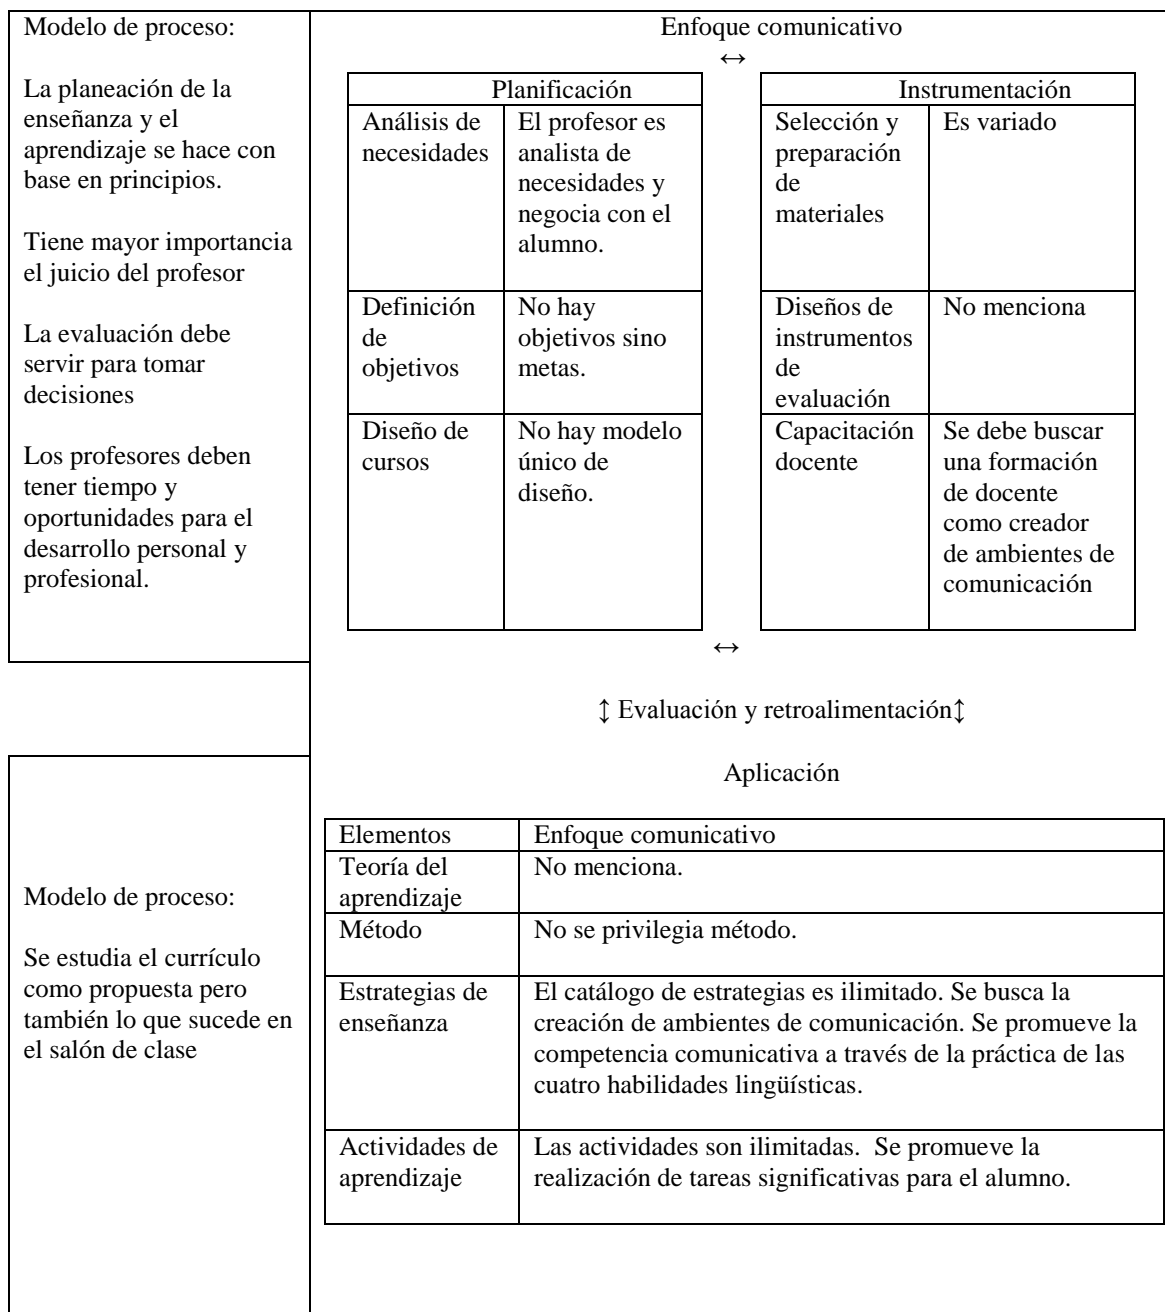 Modelo de proceso:
La planeación de la
enseñanza y el
aprendizaje se hace con
base en principios.
Tiene mayor importancia
el juicio del profesor
La evaluación debe
servir para tomar
decisiones
Los profesores deben
tener tiempo y
oportunidades para el
desarrollo personal y
profesional.
Enfoque comunicativo
↔
Planificación
Análisis de
necesidades
El profesor es
analista de
necesidades y
negocia con el
alumno.
Definición
de
objetivos
No hay
objetivos sino
metas.
Diseño de
cursos
No hay modelo
único de
diseño.
Instrumentación
Selección y
preparación
de
materiales
Es variado
Diseños de
instrumentos
de
evaluación
No menciona
Capacitación
docente
Se debe buscar
una formación
de docente
como creador
de ambientes de
comunicación
↔
↕ Evaluación y retroalimentación↕
Modelo de proceso:
Se estudia el currículo
como propuesta pero
también lo que sucede en
el salón de clase
Aplicación
Elementos
Enfoque comunicativo
Teoría del
aprendizaje
No menciona.
Método
No se privilegia método.
Estrategias de
enseñanza
El catálogo de estrategias es ilimitado. Se busca la
creación de ambientes de comunicación. Se promueve la
competencia comunicativa a través de la práctica de las
cuatro habilidades lingüísticas.
Actividades de
aprendizaje
Las actividades son ilimitadas.  Se promueve la
realización de tareas significativas para el alumno.